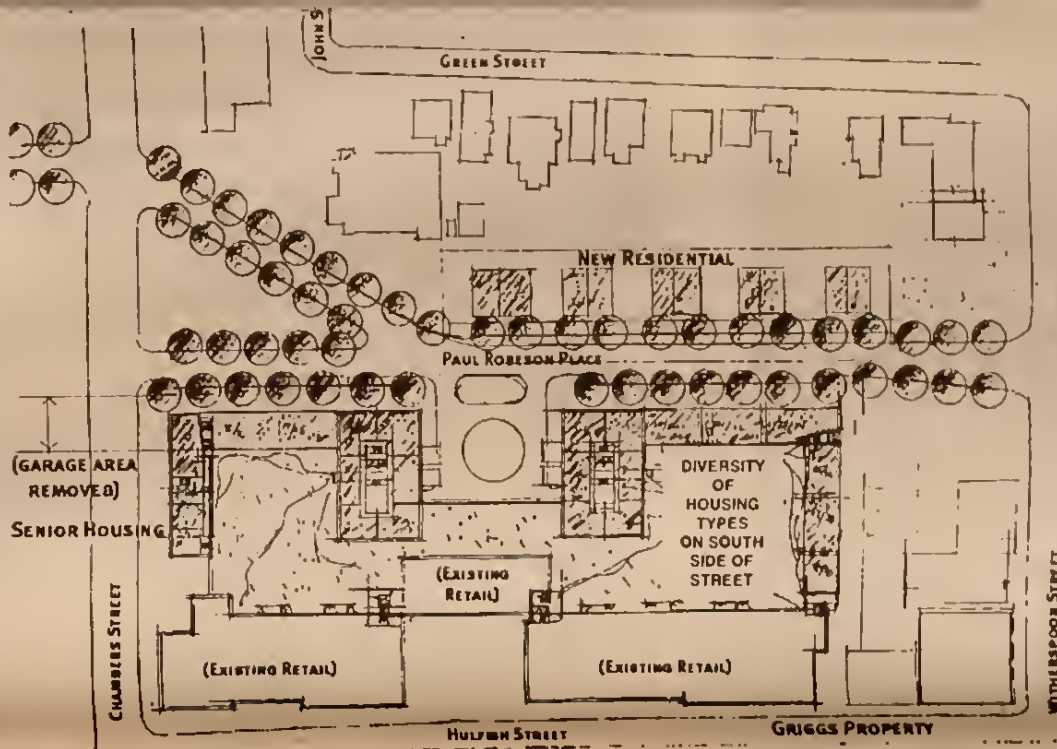 JOHN S
GREEN STREET
NEW RESIDENTIAL
PAUL ROBESON PLACE
(GARAGE AREA
REMOVED)
SENIOR HOUSING
DIVERSITY
OF
HOUSING
TYPES
ON SOUTH
SIDE OF
STREET
(EXISTING
RETAIL)
CHAMBERS STREET
(EXISTING RETAIL)
(EXISTING RETAIL)
WITHERSPOON STREET
HULFISH STREET
GRIGGS PROPERTY